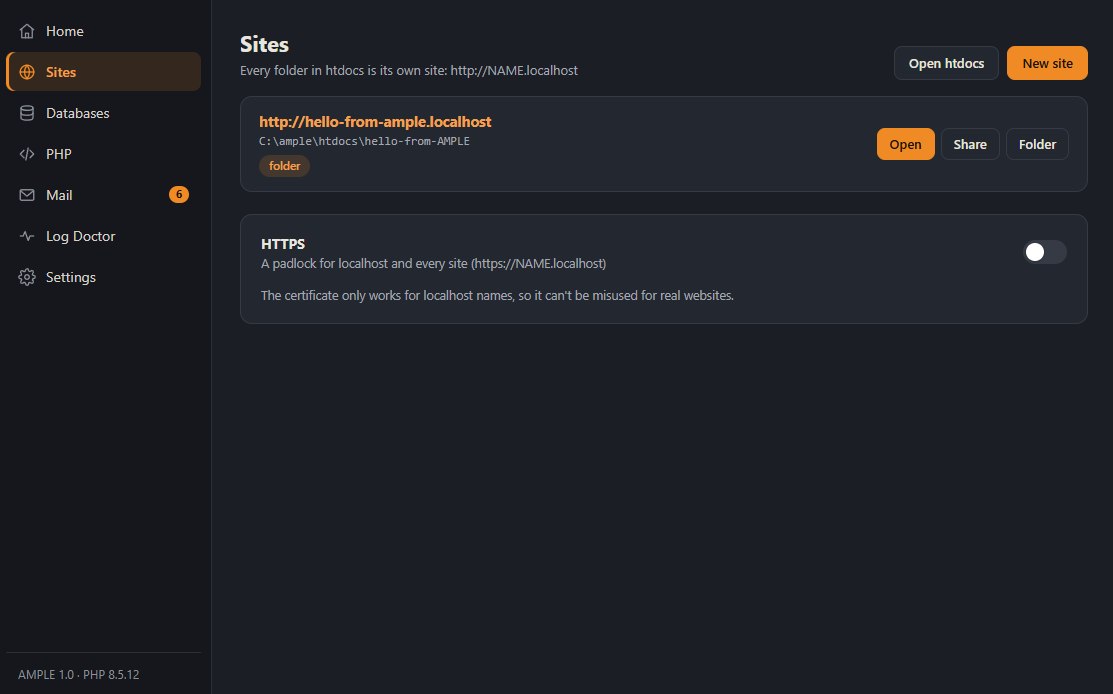 Home
Sites
Databases
PHP
Mail
6
Log Doctor
Settings
AMPLE 1.0 · PHP 8.5.12
Sites
Every folder in htdocs is its own site: http://NAME.localhost
Open htdocs
New site
http://hello-from-ample.localhost
C:\ample\htdocs\hello-from-AMPLE
folder
Open
Share
Folder
HTTPS
A padlock for localhost and every site (https://NAME.localhost)
The certificate only works for localhost names, so it can't be misused for real websites.